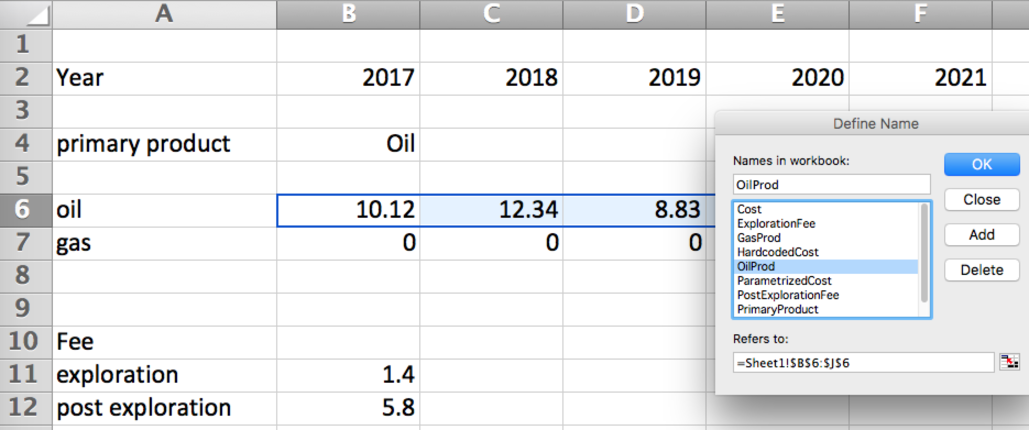 A B C D E F
1
2 Year 2017 2018 2019 2020 2021
3
4 primary product Oil
5
6 oil 10.12 12.34 8.83
7 gas 0 0 0
8
9
10 Fee
11 exploration 1.4
12 post exploration 5.8
Define Name
Names in workbook:
OilProd
Cost
ExplorationFee
GasProd
HardcodedCost
OilProd
ParametrizedCost
PostExplorationFee
PrimaryProduct
Refers to:
=Sheet1!$B$6:$J$6
OK
Close
Add
Delete